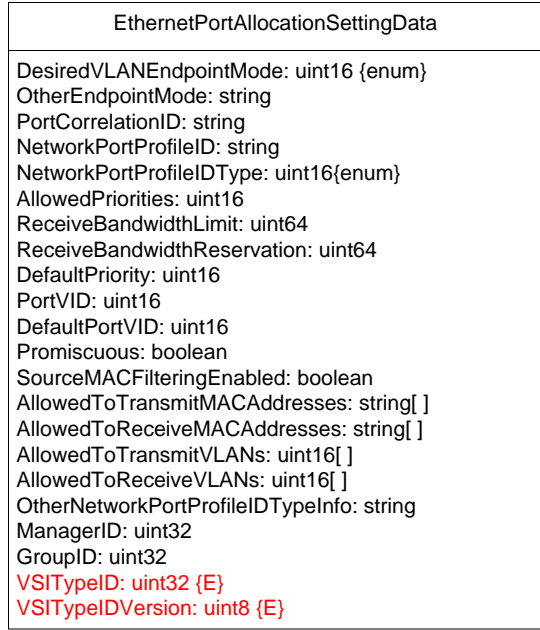 EthernetPortAllocationSettingData
DesiredVLANEndpointMode: uint16 {enum}
OtherEndpointMode: string
PortCorrelationID: string
NetworkPortProfileID: string
NetworkPortProfileIDType: uint16{enum}
AllowedPriorities: uint16
ReceiveBandwidthLimit: uint64
ReceiveBandwidthReservation: uint64
DefaultPriority: uint16
PortVID: uint16
DefaultPortVID: uint16
Promiscuous: boolean
SourceMACFilteringEnabled: boolean
AllowedToTransmitMACAddresses: string[ ]
AllowedToReceiveMACAddresses: string[ ]
AllowedToTransmitVLANs: uint16[ ]
AllowedToReceiveVLANs: uint16[ ]
OtherNetworkPortProfileIDTypeInfo: string
ManagerID: uint32
GroupID: uint32
VSITypeID: uint32 {E}
VSITypeIDVersion: uint8 {E}